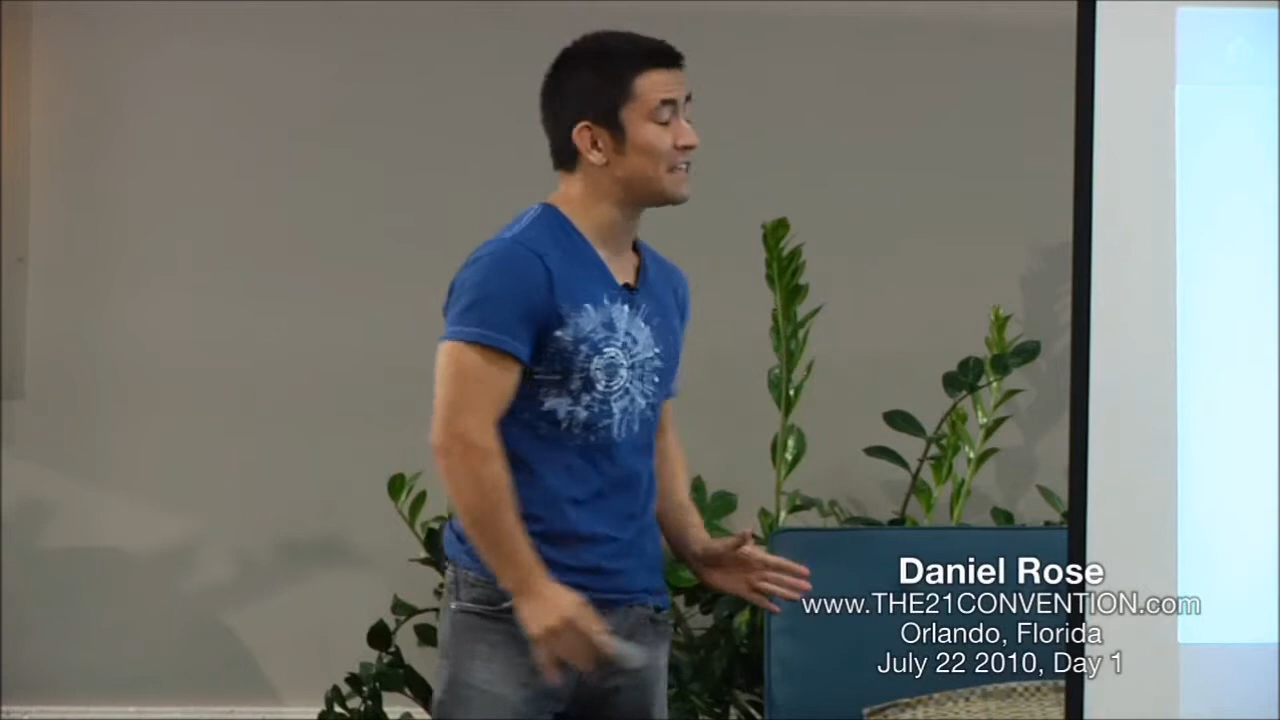 Daniel Rose
www.THE21CONVENTION.com
Orlando, Florida
July 22 2010, Day 1